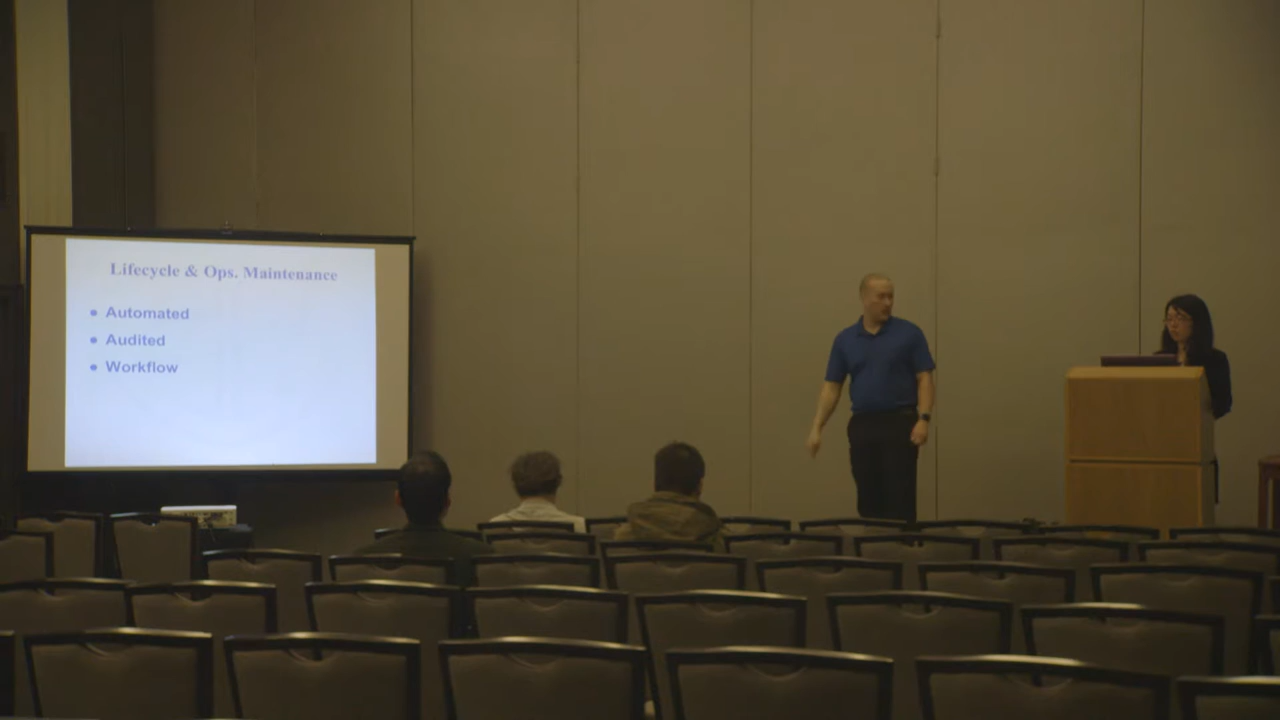 Lifecycle & Ops. Maintenance
• Automated
• Audited
• Workflow